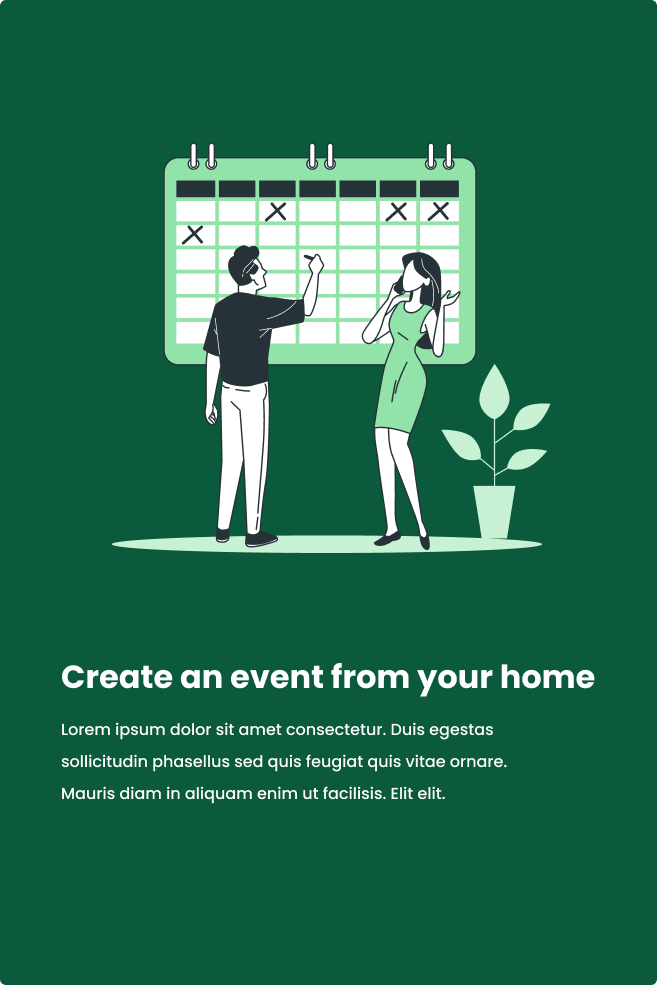 Create an event from your home
Lorem ipsum dolor sit amet consectetur. Duis egestas
sollicitudin phasellus sed quis feugiat quis vitae ornare.
Mauris diam in aliquam enim ut facilisis. Elit elit.